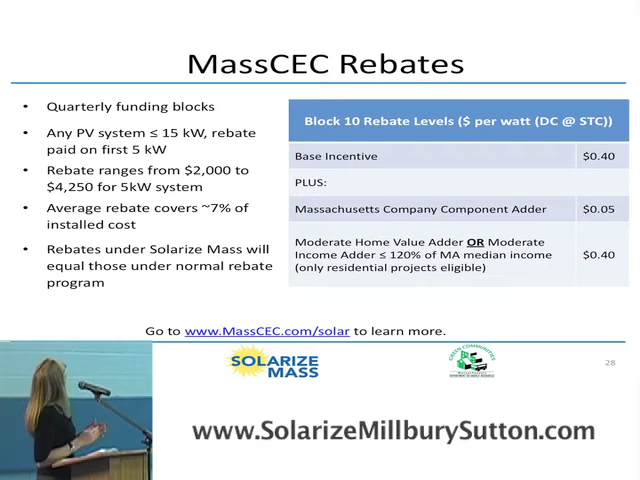 MassCEC Rebates
• Quarterly funding blocks
• Any PV system ≤ 15 kW, rebate
paid on first 5 kW
• Rebate ranges from $2,000 to
$4,250 for 5kW system
• Average rebate covers ~7% of
installed cost
• Rebates under Solarize Mass will
equal those under normal rebate
program
Block 10 Rebate Levels ($ per watt (DC @ STC))
Base Incentive $0.40
PLUS:
Massachusetts Company Component Adder $0.05
Moderate Home Value Adder OR Moderate
Income Adder ≤ 120% of MA median income
(only residential projects eligible) $0.40
Go to www.MassCEC.com/solar to learn more.
SOLARIZE
MASS
GREEN COMMUNITIES
28
www.SolarizeMillburySutton.com